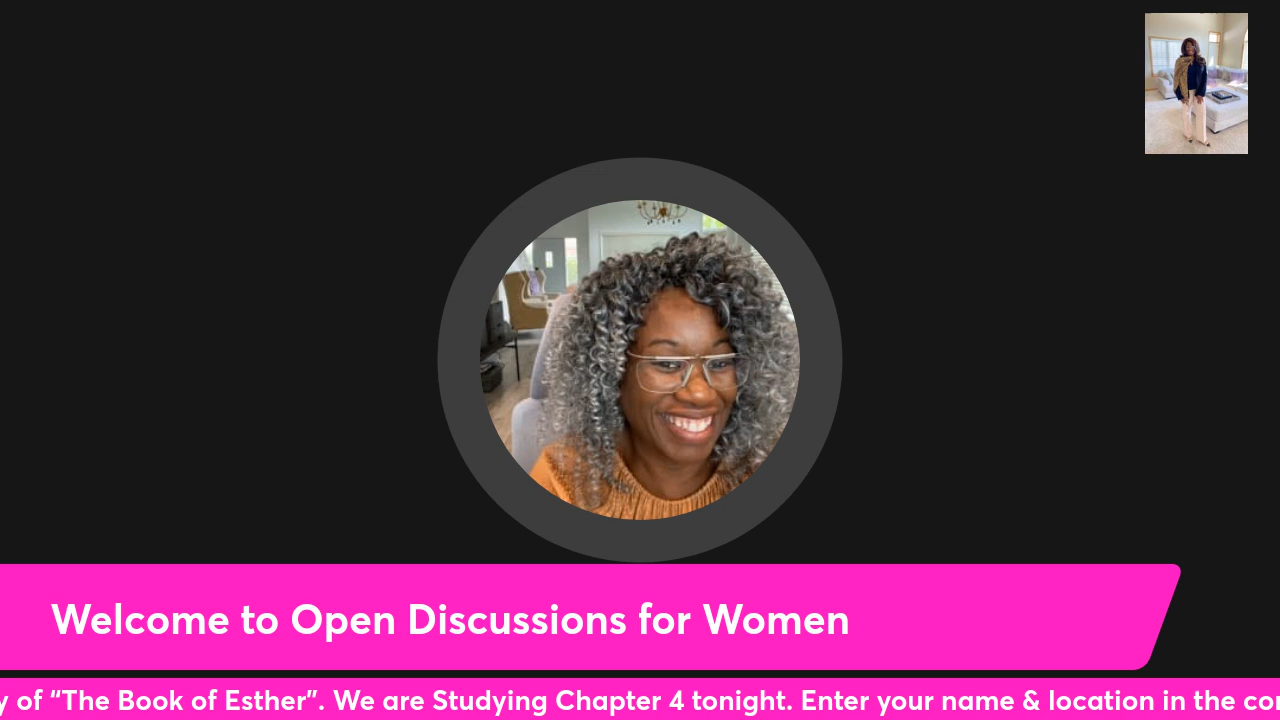 Welcome to Open Discussions for Women
of “The Book of Esther”. We are Studying Chapter 4 tonight. Enter your name & location in the